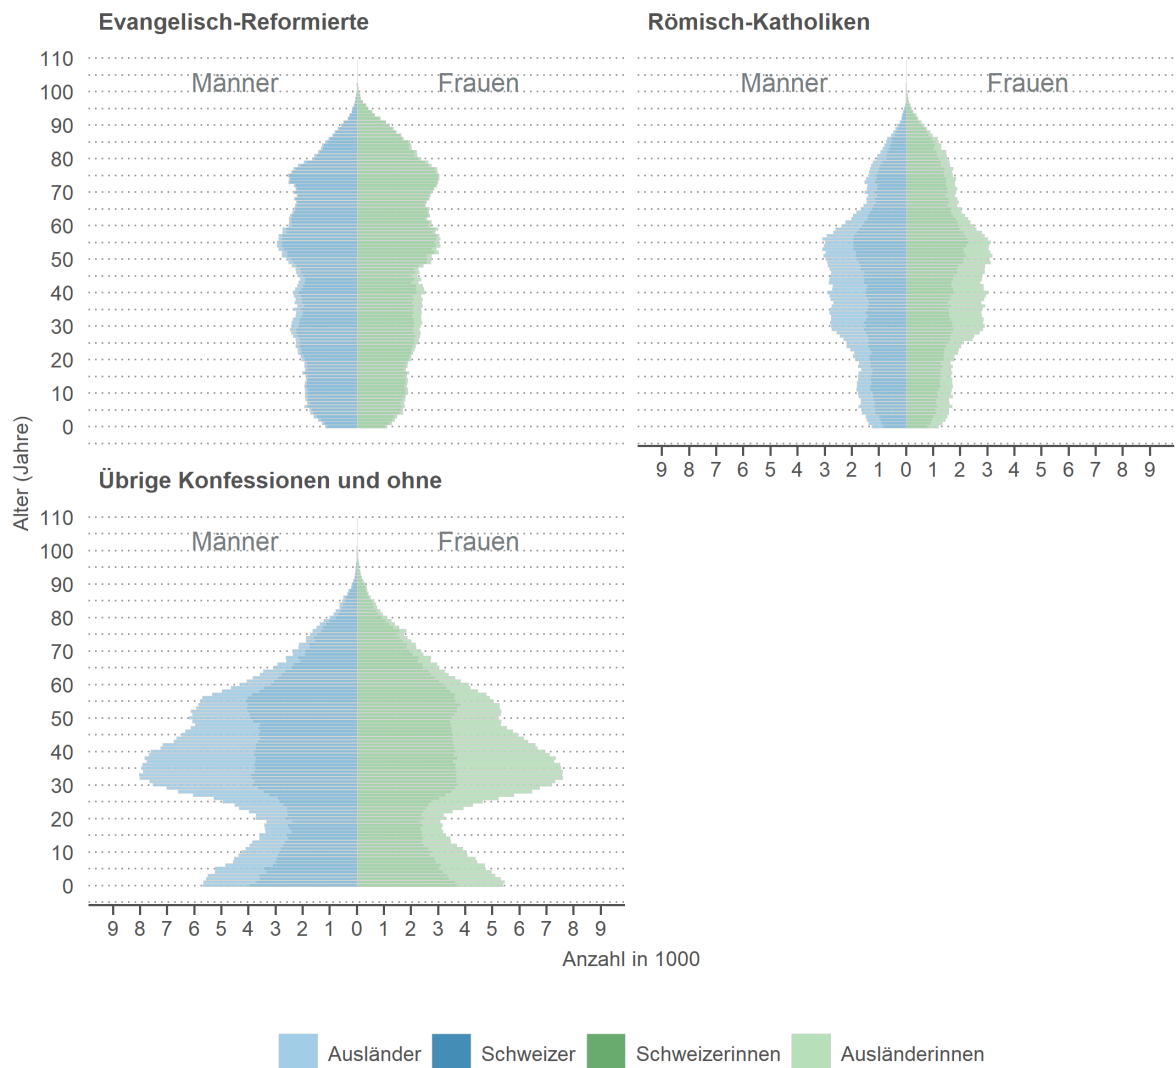 Evangelisch-Reformierte
Römisch-Katholiken
Männer Frauen
Männer Frauen
110
100
90
80
70
60
50
40
30
20
10
0
9 8 7 6 5 4 3 2 1 0 1 2 3 4 5 6 7 8 9
Alter (Jahre)
Übrige Konfessionen und ohne
Männer Frauen
110
100
90
80
70
60
50
40
30
20
10
0
9 8 7 6 5 4 3 2 1 0 1 2 3 4 5 6 7 8 9
Anzahl in 1000
Ausländer Schweizer Schweizerinnen Ausländerinnen